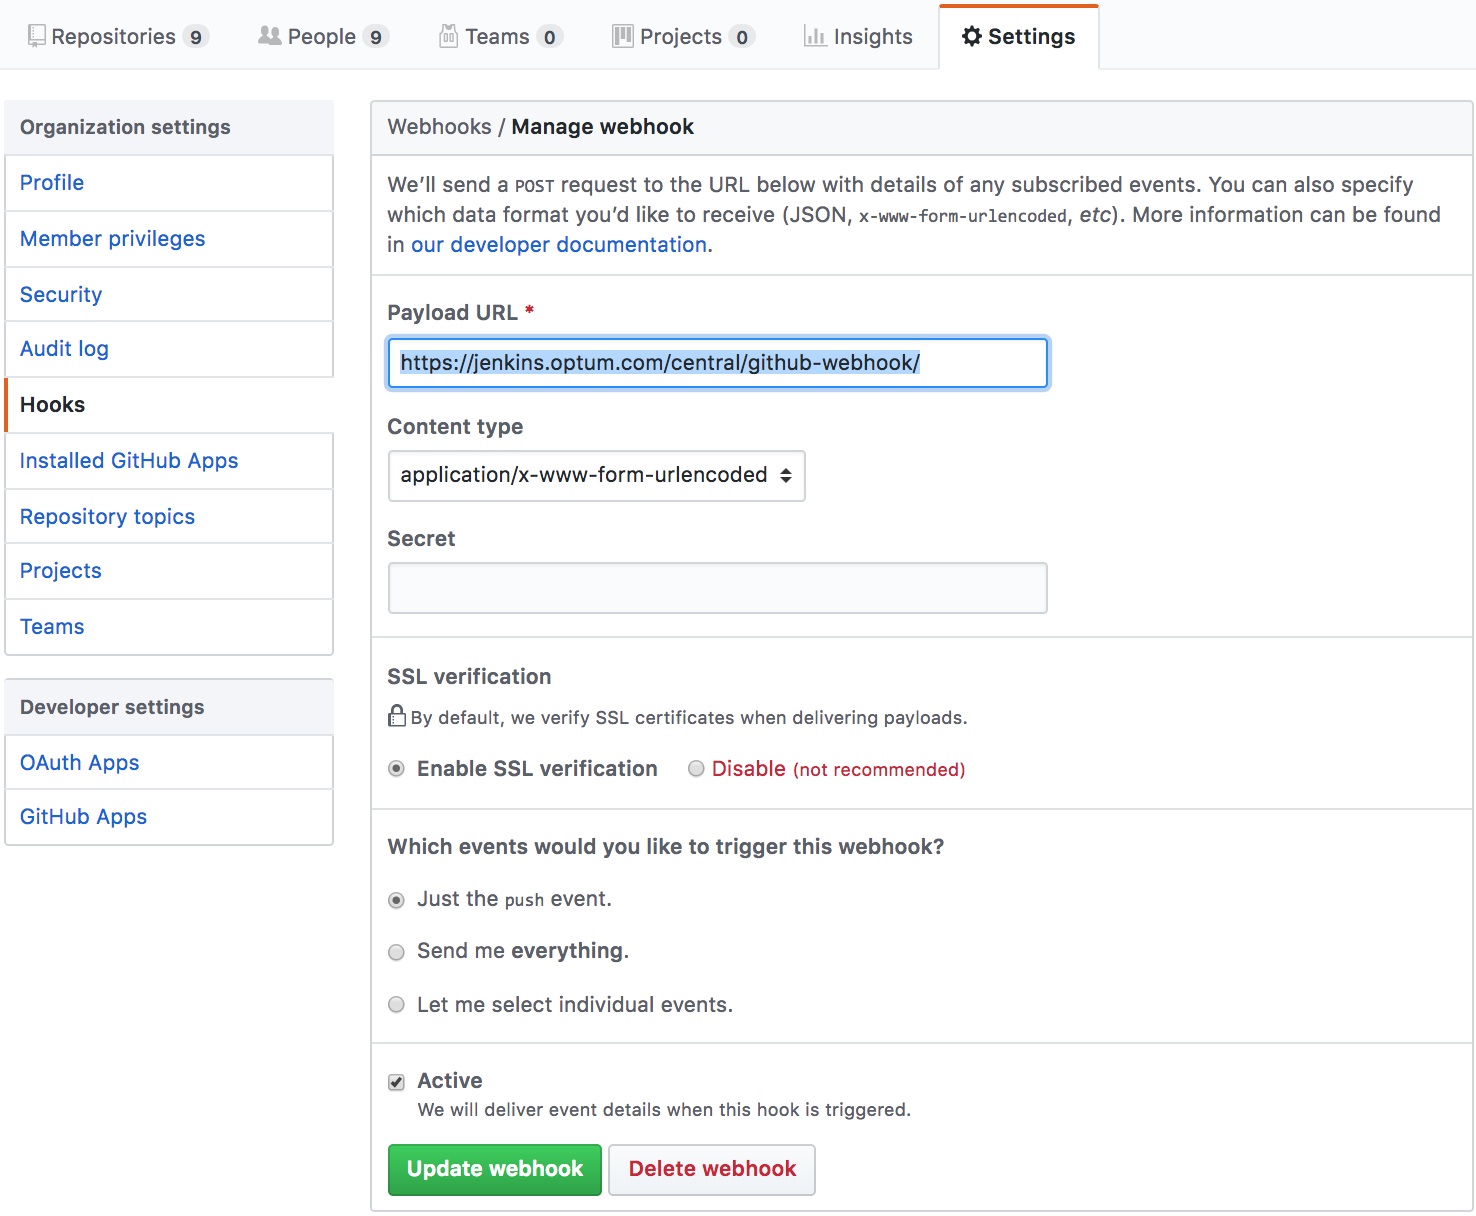 Repositories 9 People 9 Teams 0 Projects 0 Insights Settings
Organization settings
Profile
Member privileges
Security
Audit log
Hooks
Installed GitHub Apps
Repository topics
Projects
Teams
Developer settings
OAuth Apps
GitHub Apps
Webhooks / Manage webhook
We’ll send a POST request to the URL below with details of any subscribed events. You can also specify
which data format you’d like to receive (JSON, x-www-form-urlencoded, etc). More information can be found
in our developer documentation.
Payload URL *
https://jenkins.optum.com/central/github-webhook/
Content type
application/x-www-form-urlencoded
Secret
SSL verification
By default, we verify SSL certificates when delivering payloads.
Enable SSL verification Disable (not recommended)
Which events would you like to trigger this webhook?
Just the push event.
Send me everything.
Let me select individual events.
Active
We will deliver event details when this hook is triggered.
Update webhook Delete webhook